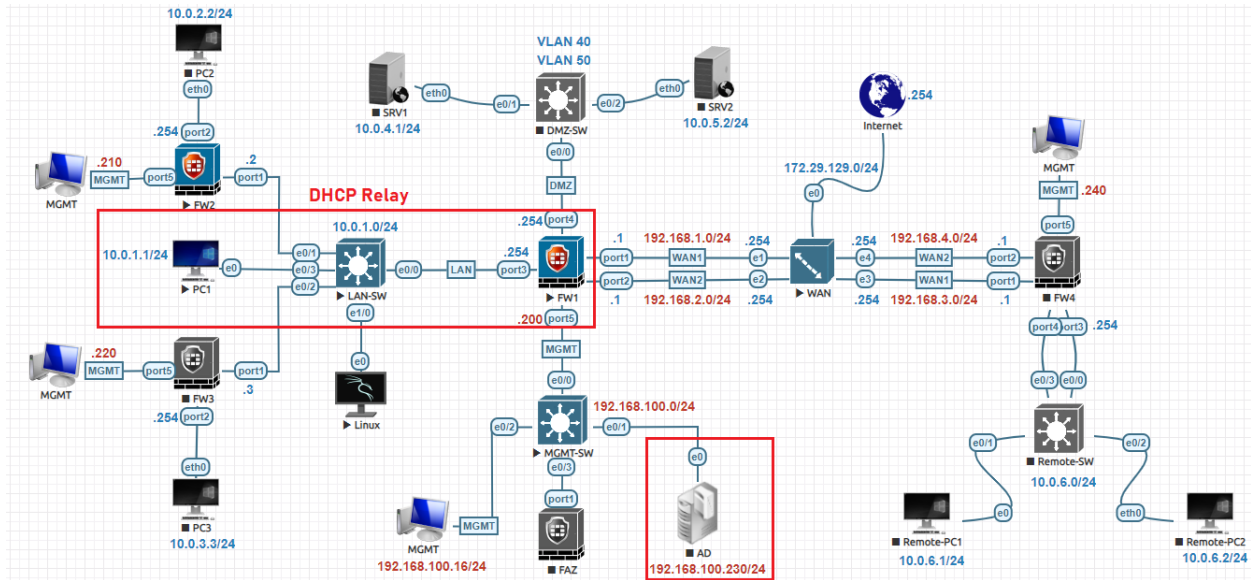 10.0.2.2/24
PC2
eth0
.254
port2
.210
MGMT
port5
.2
port1
MGMT
FW2
VLAN 40
VLAN 50
SRV1
eth0
e0/1
e0/2
eth0
SRV2
10.0.4.1/24
DMZ-SW
10.0.5.2/24
e0/0
DMZ
.254
Internet
172.29.129.0/24
e0
MGMT
MGMT
.240
port5
DHCP Relay
10.0.1.0/24
.254
port4
10.0.1.1/24
e0
PC1
e0/1
e0/3
e0/2
e0/0
LAN
.254
port3
LAN-SW
e1/0
FW1
.200
port5
.1
192.168.1.0/24
.254
port1
WAN1
e1
port2
WAN2
e2
.1
192.168.2.0/24
.254
WAN
.254
192.168.4.0/24
.1
e4
WAN2
port2
e3
WAN1
port1
.254
192.168.3.0/24
.1
FW4
port4
port3
.254
.220
MGMT
port5
port1
MGMT
FW3
.3
.254
port2
eth0
PC3
10.0.3.3/24
e0
Linux
MGMT
e0/0
192.168.100.0/24
e0/2
e0/1
MGMT-SW
e0/3
e0
MGMT
MGMT
192.168.100.16/24
port1
FAZ
AD
192.168.100.230/24
e0/3
e0/0
e0/1
e0/2
Remote-SW
10.0.6.0/24
e0
eth0
Remote-PC1
Remote-PC2
10.0.6.1/24
10.0.6.2/24